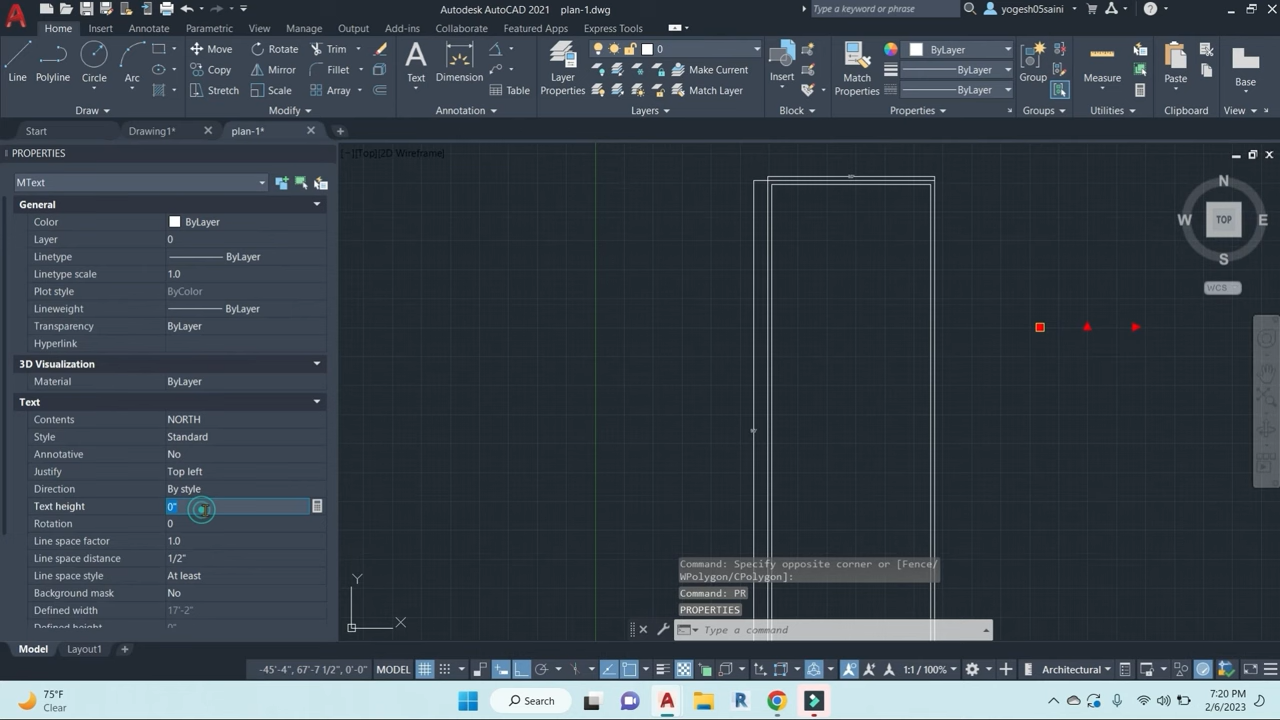 Autodesk AutoCAD 2021 plan-1.dwg
Type a keyword or phrase
yogesh05saini
Home Insert Annotate Parametric View Manage Output Add-ins Collaborate Featured Apps Express Tools
Line Polyline Circle Arc
Move Rotate Trim
Copy Mirror Fillet
Stretch Scale Array
Text Dimension Table
Layer Properties
0
Make Current
Match Layer
Insert
Match Properties
ByLayer
ByLayer
ByLayer
Group Measure Paste Base
Draw Modify Annotation Layers Block Properties Groups Utilities Clipboard View
Start Drawing1* plan-1*
PROPERTIES
[−][Top][2D Wireframe]
MText
General
Color ByLayer
Layer 0
Linetype ByLayer
Linetype scale 1.0
Plot style ByColor
Lineweight ByLayer
Transparency ByLayer
Hyperlink
3D Visualization
Material ByLayer
Text
Contents NORTH
Style Standard
Annotative No
Justify Top left
Direction By style
Text height 0"
Rotation 0
Line space factor 1.0
Line space distance 1/2"
Line space style At least
Background mask No
Defined width 17'-2"
N
W TOP E
S
WCS
Y
X
Command: Specify opposite corner or [Fence/
WPolygon/CPolygon]:
Command: PR
PROPERTIES
Type a command
Model Layout1
-45'-4", 67'-7 1/2", 0'-0" MODEL 1:1 / 100% Architectural
75°F
Clear
Search
7:20 PM
2/6/2023